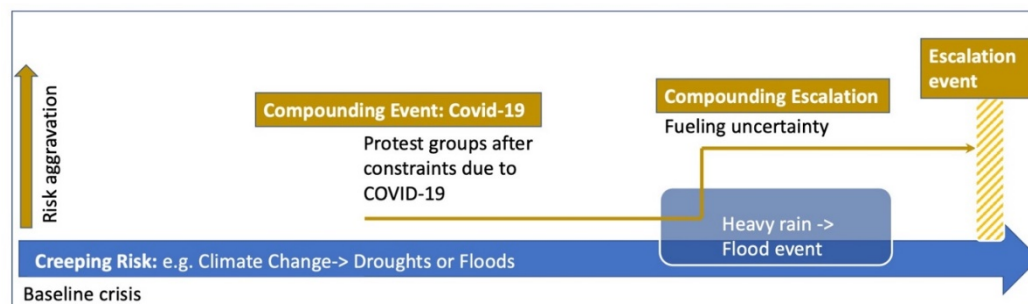 Escalation
event
Compounding Event: Covid-19
Compounding Escalation
Protest groups after
constraints due to
COVID-19
Fueling uncertainty
Risk aggravation
Heavy rain ->
Flood event
Creeping Risk: e.g. Climate Change-> Droughts or Floods
Baseline crisis